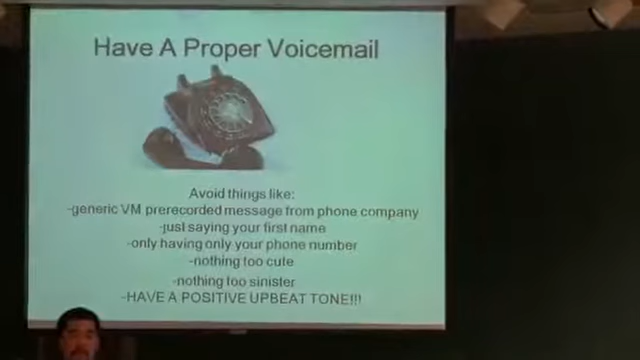 Have A Proper Voicemail
Avoid things like:
-generic VM prerecorded message from phone company
-just saying your first name
-only having only your phone number
-nothing too cute
-nothing too sinister
-HAVE A POSITIVE UPBEAT TONE!!!